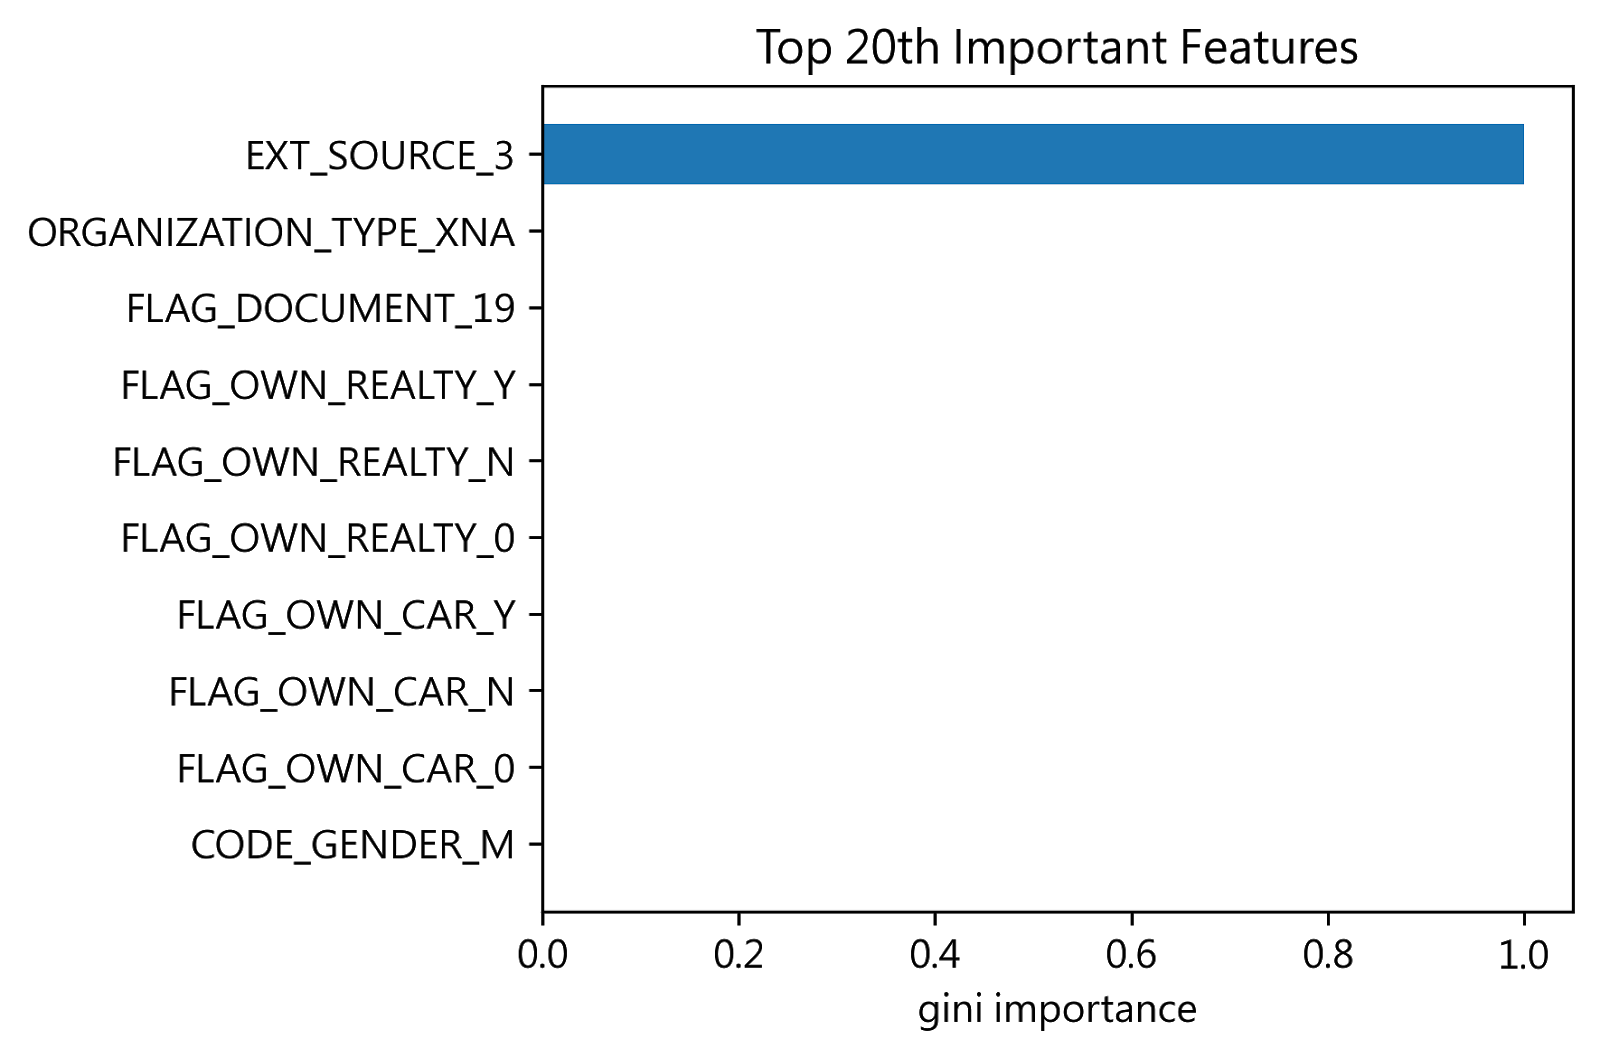 Top 20th Important Features
EXT_SOURCE_3
ORGANIZATION_TYPE_XNA
FLAG_DOCUMENT_19
FLAG_OWN_REALTY_Y
FLAG_OWN_REALTY_N
FLAG_OWN_REALTY_0
FLAG_OWN_CAR_Y
FLAG_OWN_CAR_N
FLAG_OWN_CAR_0
CODE_GENDER_M
0.0 0.2 0.4 0.6 0.8 1.0
gini importance